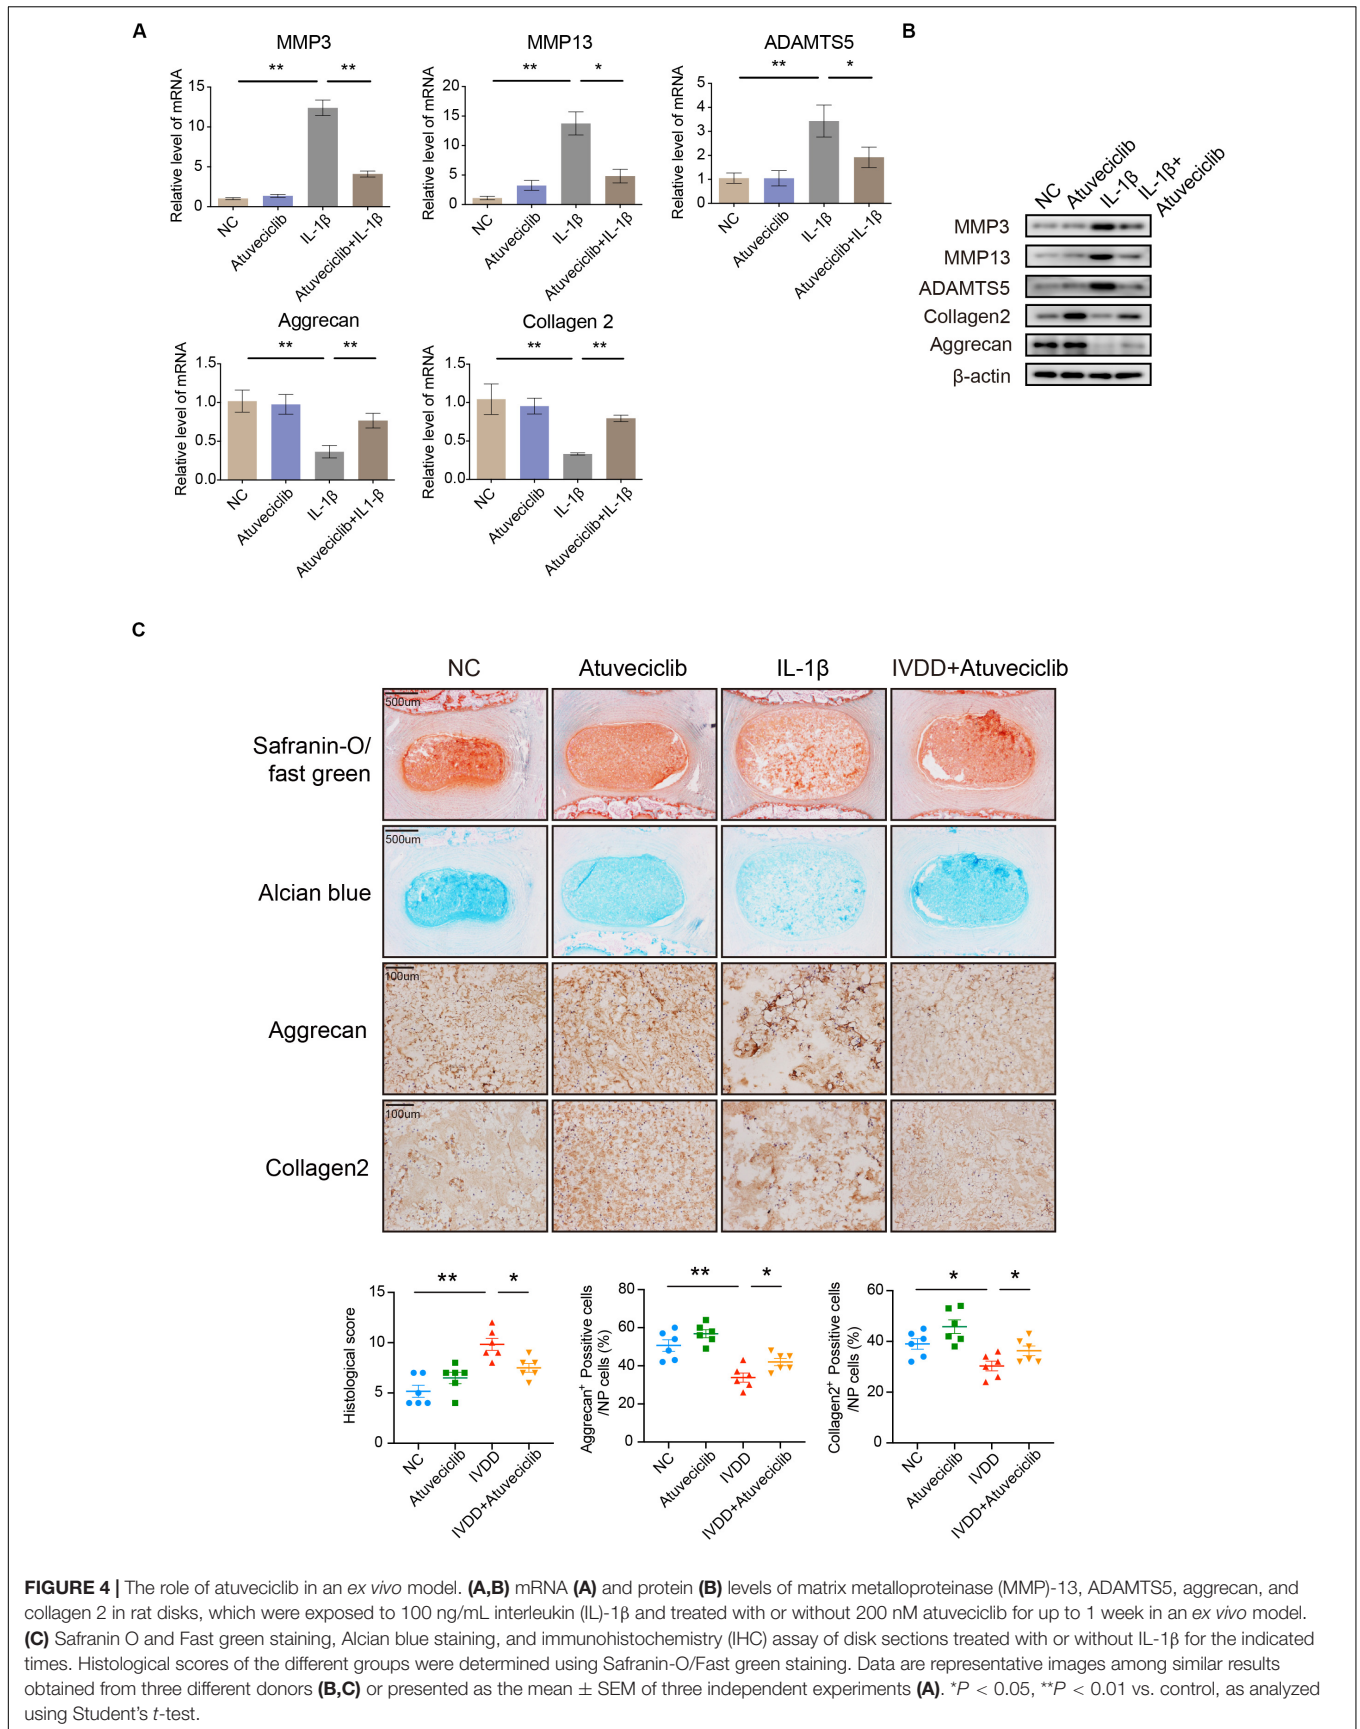 A
MMP3
Relative level of mRNA
** **
15
10
5
0
NC
Atuveciclib
IL-1β
Atuveciclib+IL-1β
MMP13
Relative level of mRNA
** *
20
15
10
5
0
NC
Atuveciclib
IL-1β
Atuveciclib+IL-1β
ADAMTS5
Relative level of mRNA
** *
5
4
3
2
1
0
NC
Atuveciclib
IL-1β
Atuveciclib+IL-1β
Aggrecan
Relative level of mRNA
** **
1.5
1.0
0.5
0.0
NC
Atuveciclib
IL-1β
Atuveciclib+IL1-β
Collagen 2
Relative level of mRNA
** **
1.5
1.0
0.5
0.0
NC
Atuveciclib
IL-1β
Atuveciclib+IL-1β
B
NC
Atuveciclib
IL-1β
IL-1β+
Atuveciclib
MMP3
MMP13
ADAMTS5
Collagen2
Aggrecan
β-actin
C
NC Atuveciclib IL-1β IVDD+Atuveciclib
Safranin-O/
fast green
500um
Alcian blue
500um
Aggrecan
100um
Collagen2
100um
Histological score
** *
15
10
5
0
NC
Atuveciclib
IVDD
IVDD+Atuveciclib
Aggrecan⁺ Possitive cells
/NP cells (%)
** *
80
60
40
20
0
NC
Atuveciclib
IVDD
IVDD+Atuveciclib
Collagen2⁺ Possitive cells
/NP cells (%)
* *
60
40
20
0
NC
Atuveciclib
IVDD
IVDD+Atuveciclib
FIGURE 4 | The role of atuveciclib in an ex vivo model. (A,B) mRNA (A) and protein (B) levels of matrix metalloproteinase (MMP)-13, ADAMTS5, aggrecan, and
collagen 2 in rat disks, which were exposed to 100 ng/mL interleukin (IL)-1β and treated with or without 200 nM atuveciclib for up to 1 week in an ex vivo model.
(C) Safranin O and Fast green staining, Alcian blue staining, and immunohistochemistry (IHC) assay of disk sections treated with or without IL-1β for the indicated
times. Histological scores of the different groups were determined using Safranin-O/Fast green staining. Data are representative images among similar results
obtained from three different donors (B,C) or presented as the mean ± SEM of three independent experiments (A). *P < 0.05, **P < 0.01 vs. control, as analyzed
using Student's t-test.